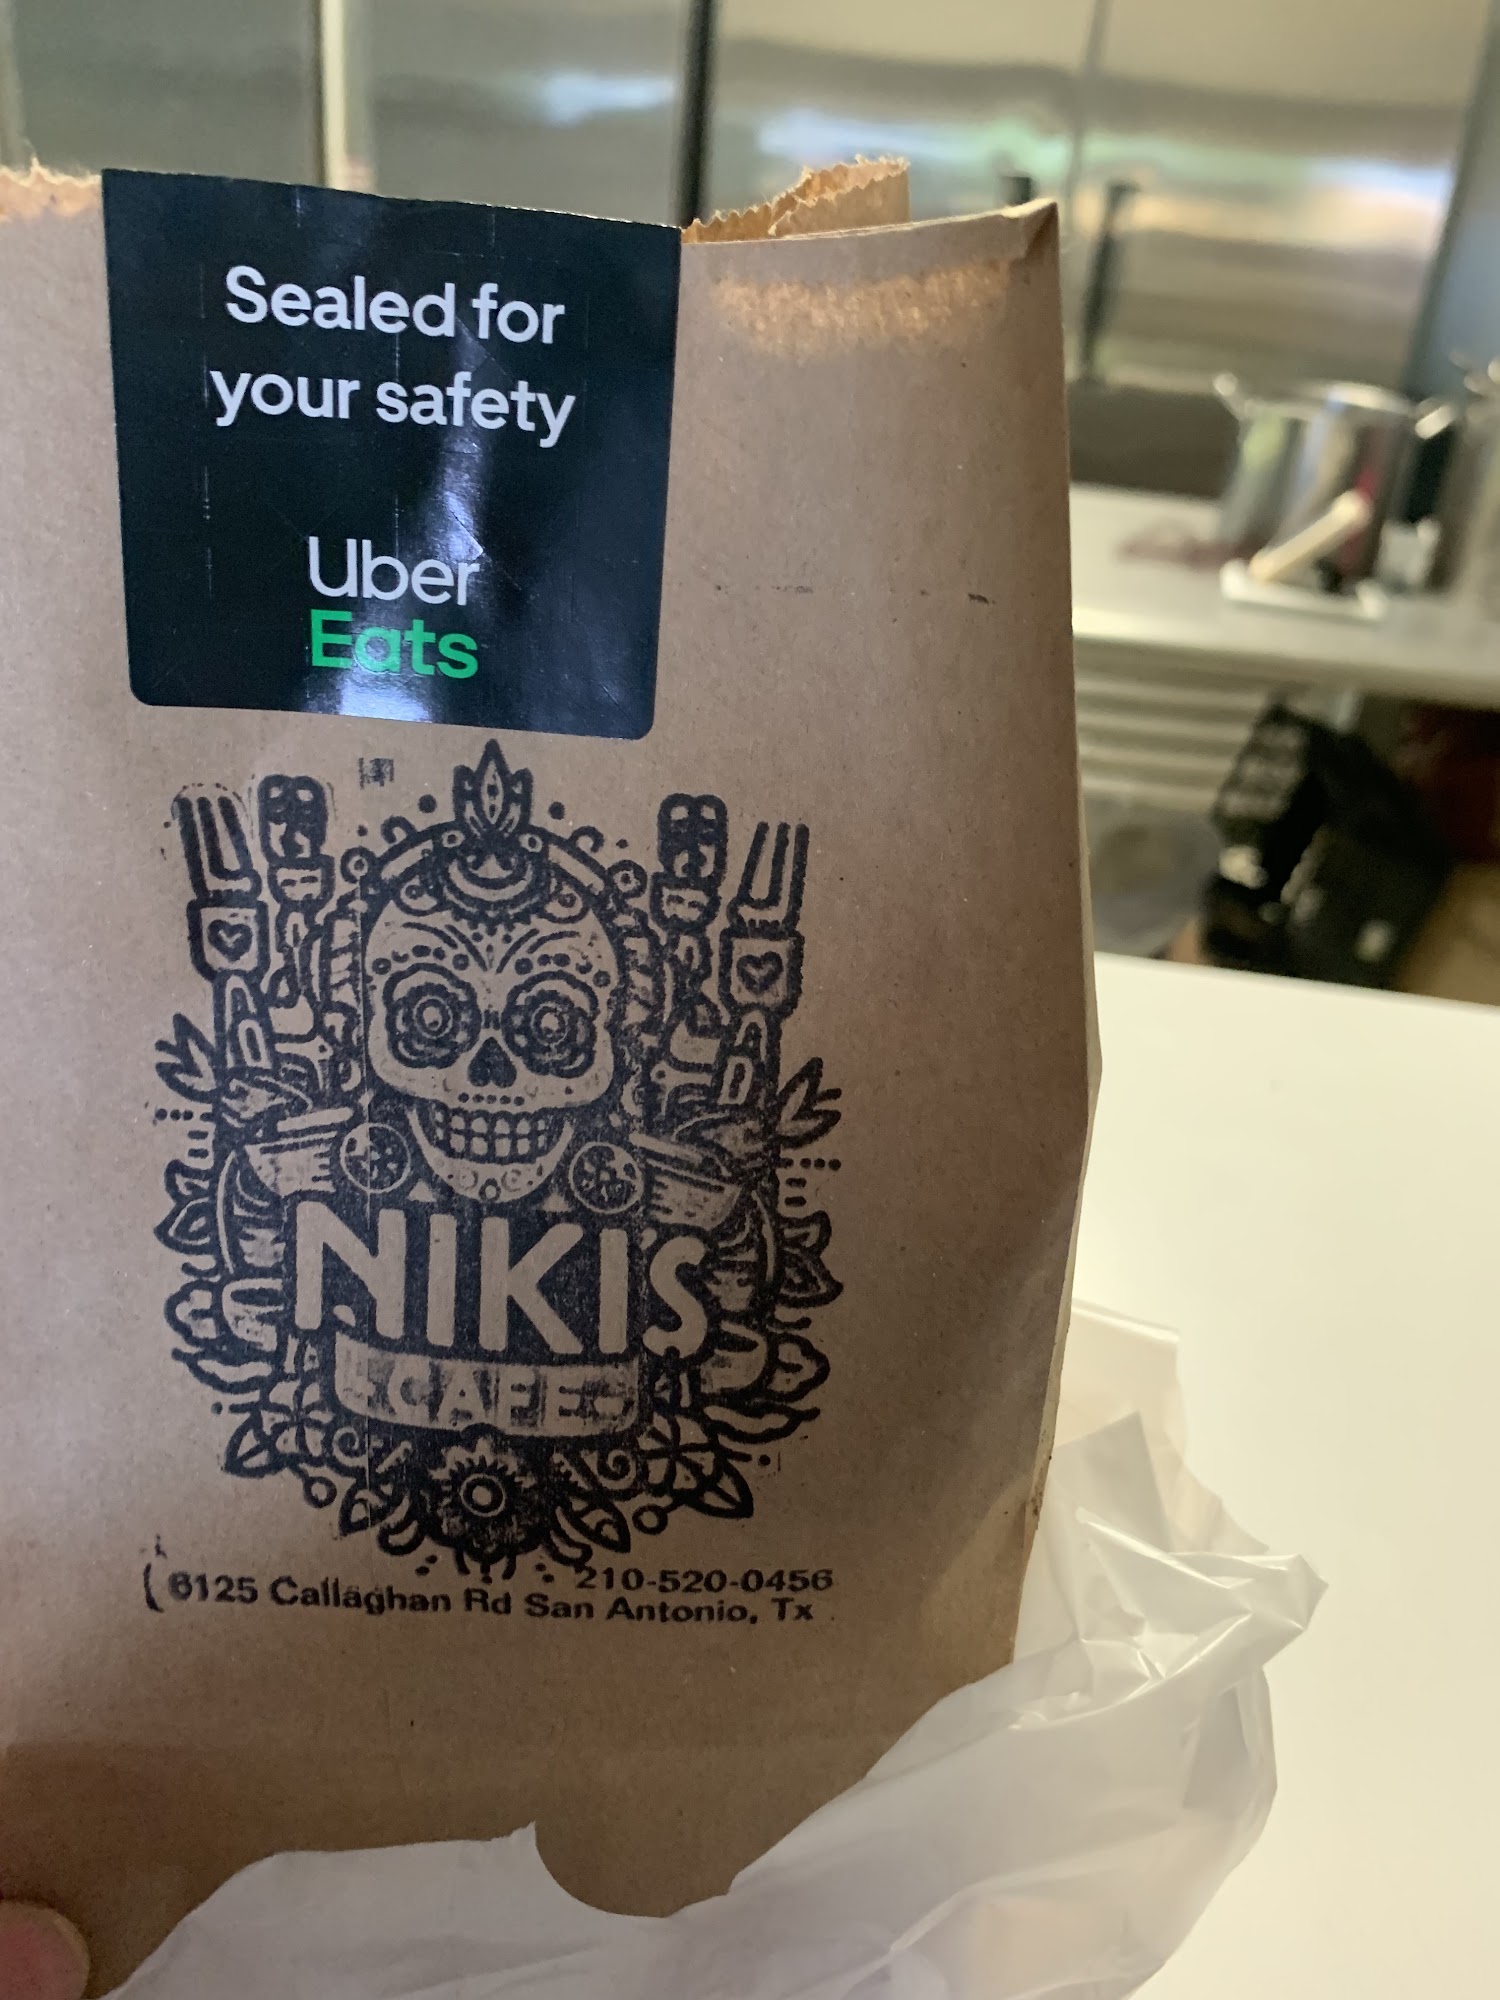 Sealed for
your safety
Uber
Eats
NIKI'S
CAFE
210-520-0456
6125 Callaghan Rd San Antonio, Tx